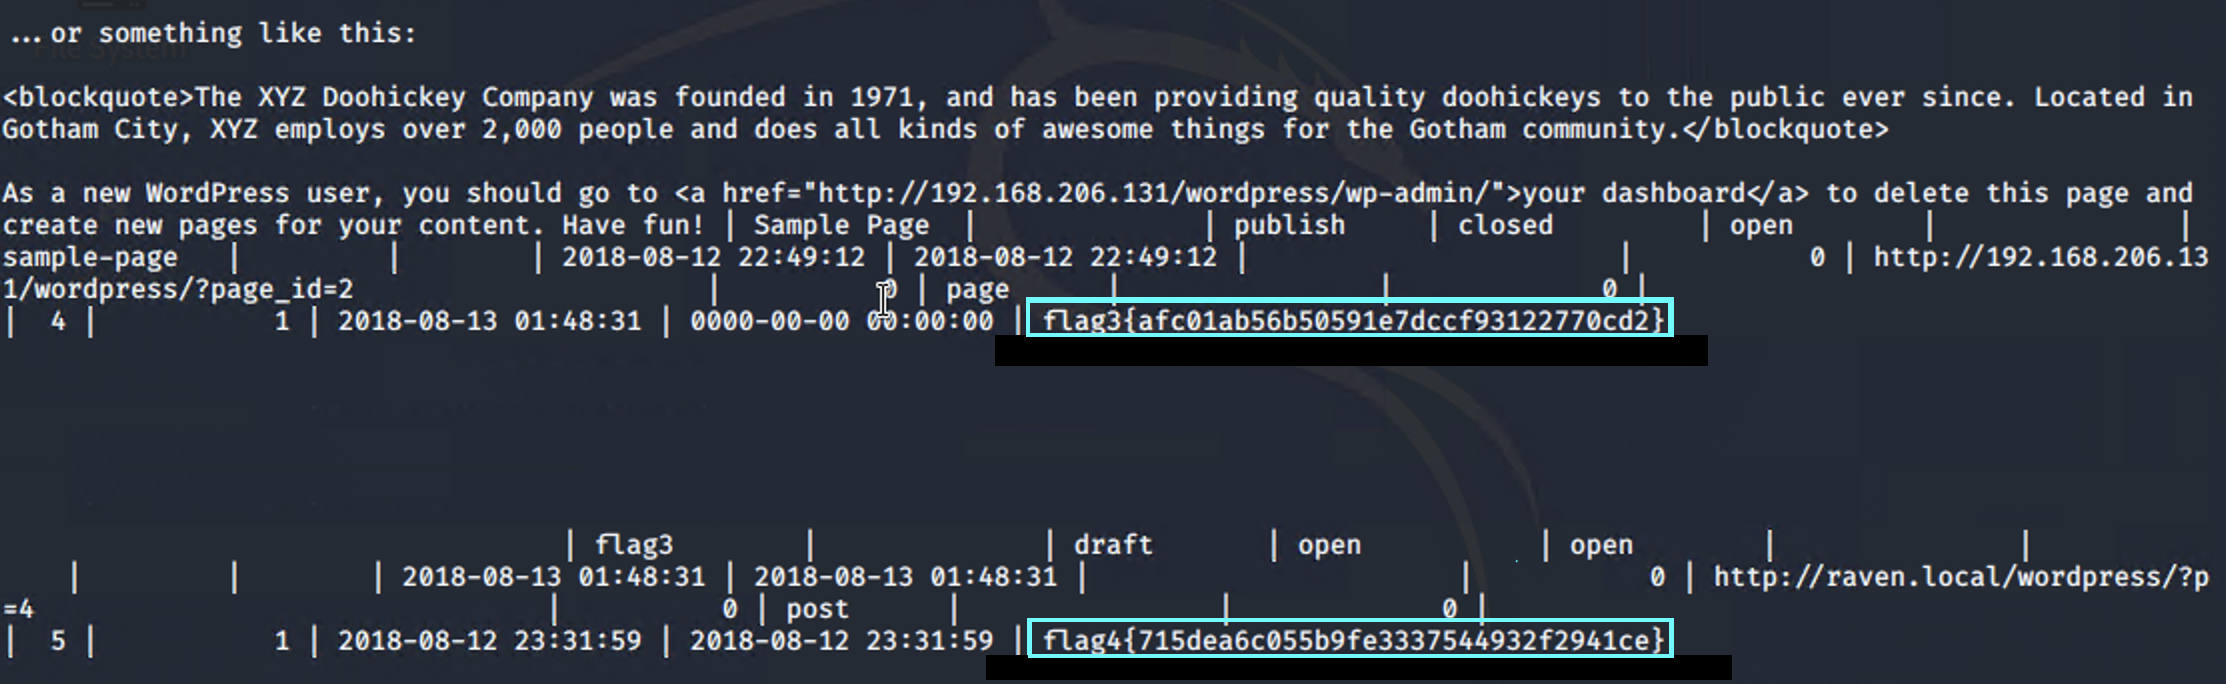 ...or something like this:
<blockquote>The XYZ Doohickey Company was founded in 1971, and has been providing quality doohickeys to the public ever since. Located in
Gotham City, XYZ employs over 2,000 people and does all kinds of awesome things for the Gotham community.</blockquote>
As a new WordPress user, you should go to <a href="http://192.168.206.131/wordpress/wp-admin/">your dashboard</a> to delete this page and
create new pages for your content. Have fun! | Sample Page | | publish | closed | open | |
sample-page | | | 2018-08-12 22:49:12 | 2018-08-12 22:49:12 | | 0 | http://192.168.206.13
1/wordpress/?page_id=2 | 0 | page | | 0 |
| 4 | 1 | 2018-08-13 01:48:31 | 0000-00-00 00:00:00 | flag3{afc01ab56b50591e7dccf93122770cd2}
| flag3 | | draft | open | open | |
| | | 2018-08-13 01:48:31 | 2018-08-13 01:48:31 | | 0 | http://raven.local/wordpress/?p
=4 | 0 | post | | 0 |
| 5 | 1 | 2018-08-12 23:31:59 | 2018-08-12 23:31:59 | flag4{715dea6c055b9fe3337544932f2941ce}